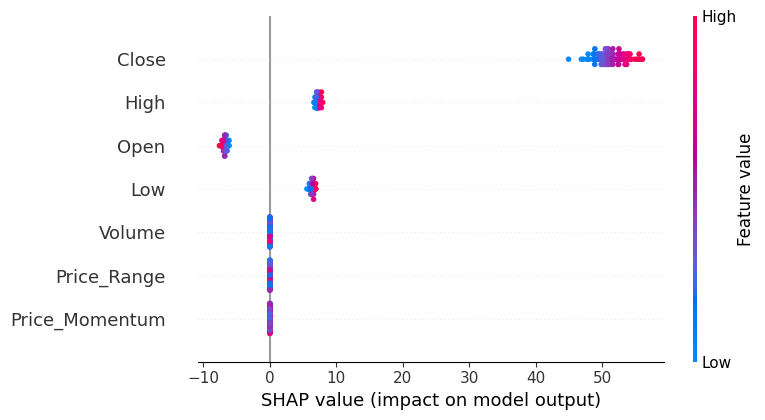 High
Close
High
Open
Low
Volume
Price_Range
Price_Momentum
Feature value
Low
−10 0 10 20 30 40 50
SHAP value (impact on model output)